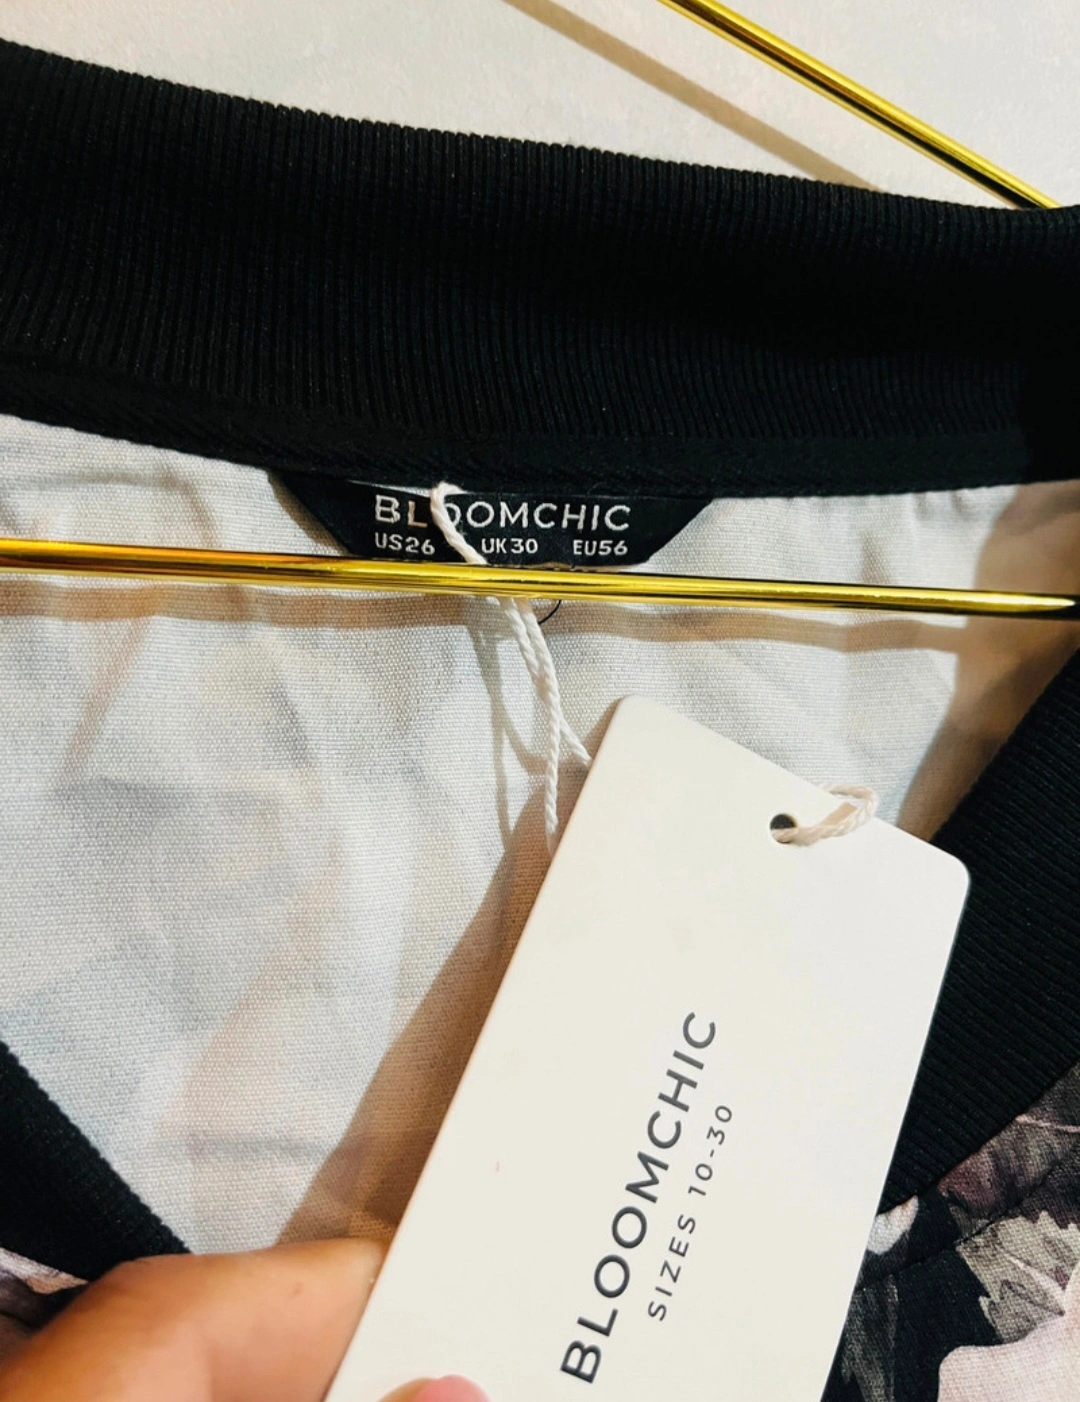 BLOOMCHIC
US26 UK30 EU56
BLOOMCHIC
SIZES 10-30